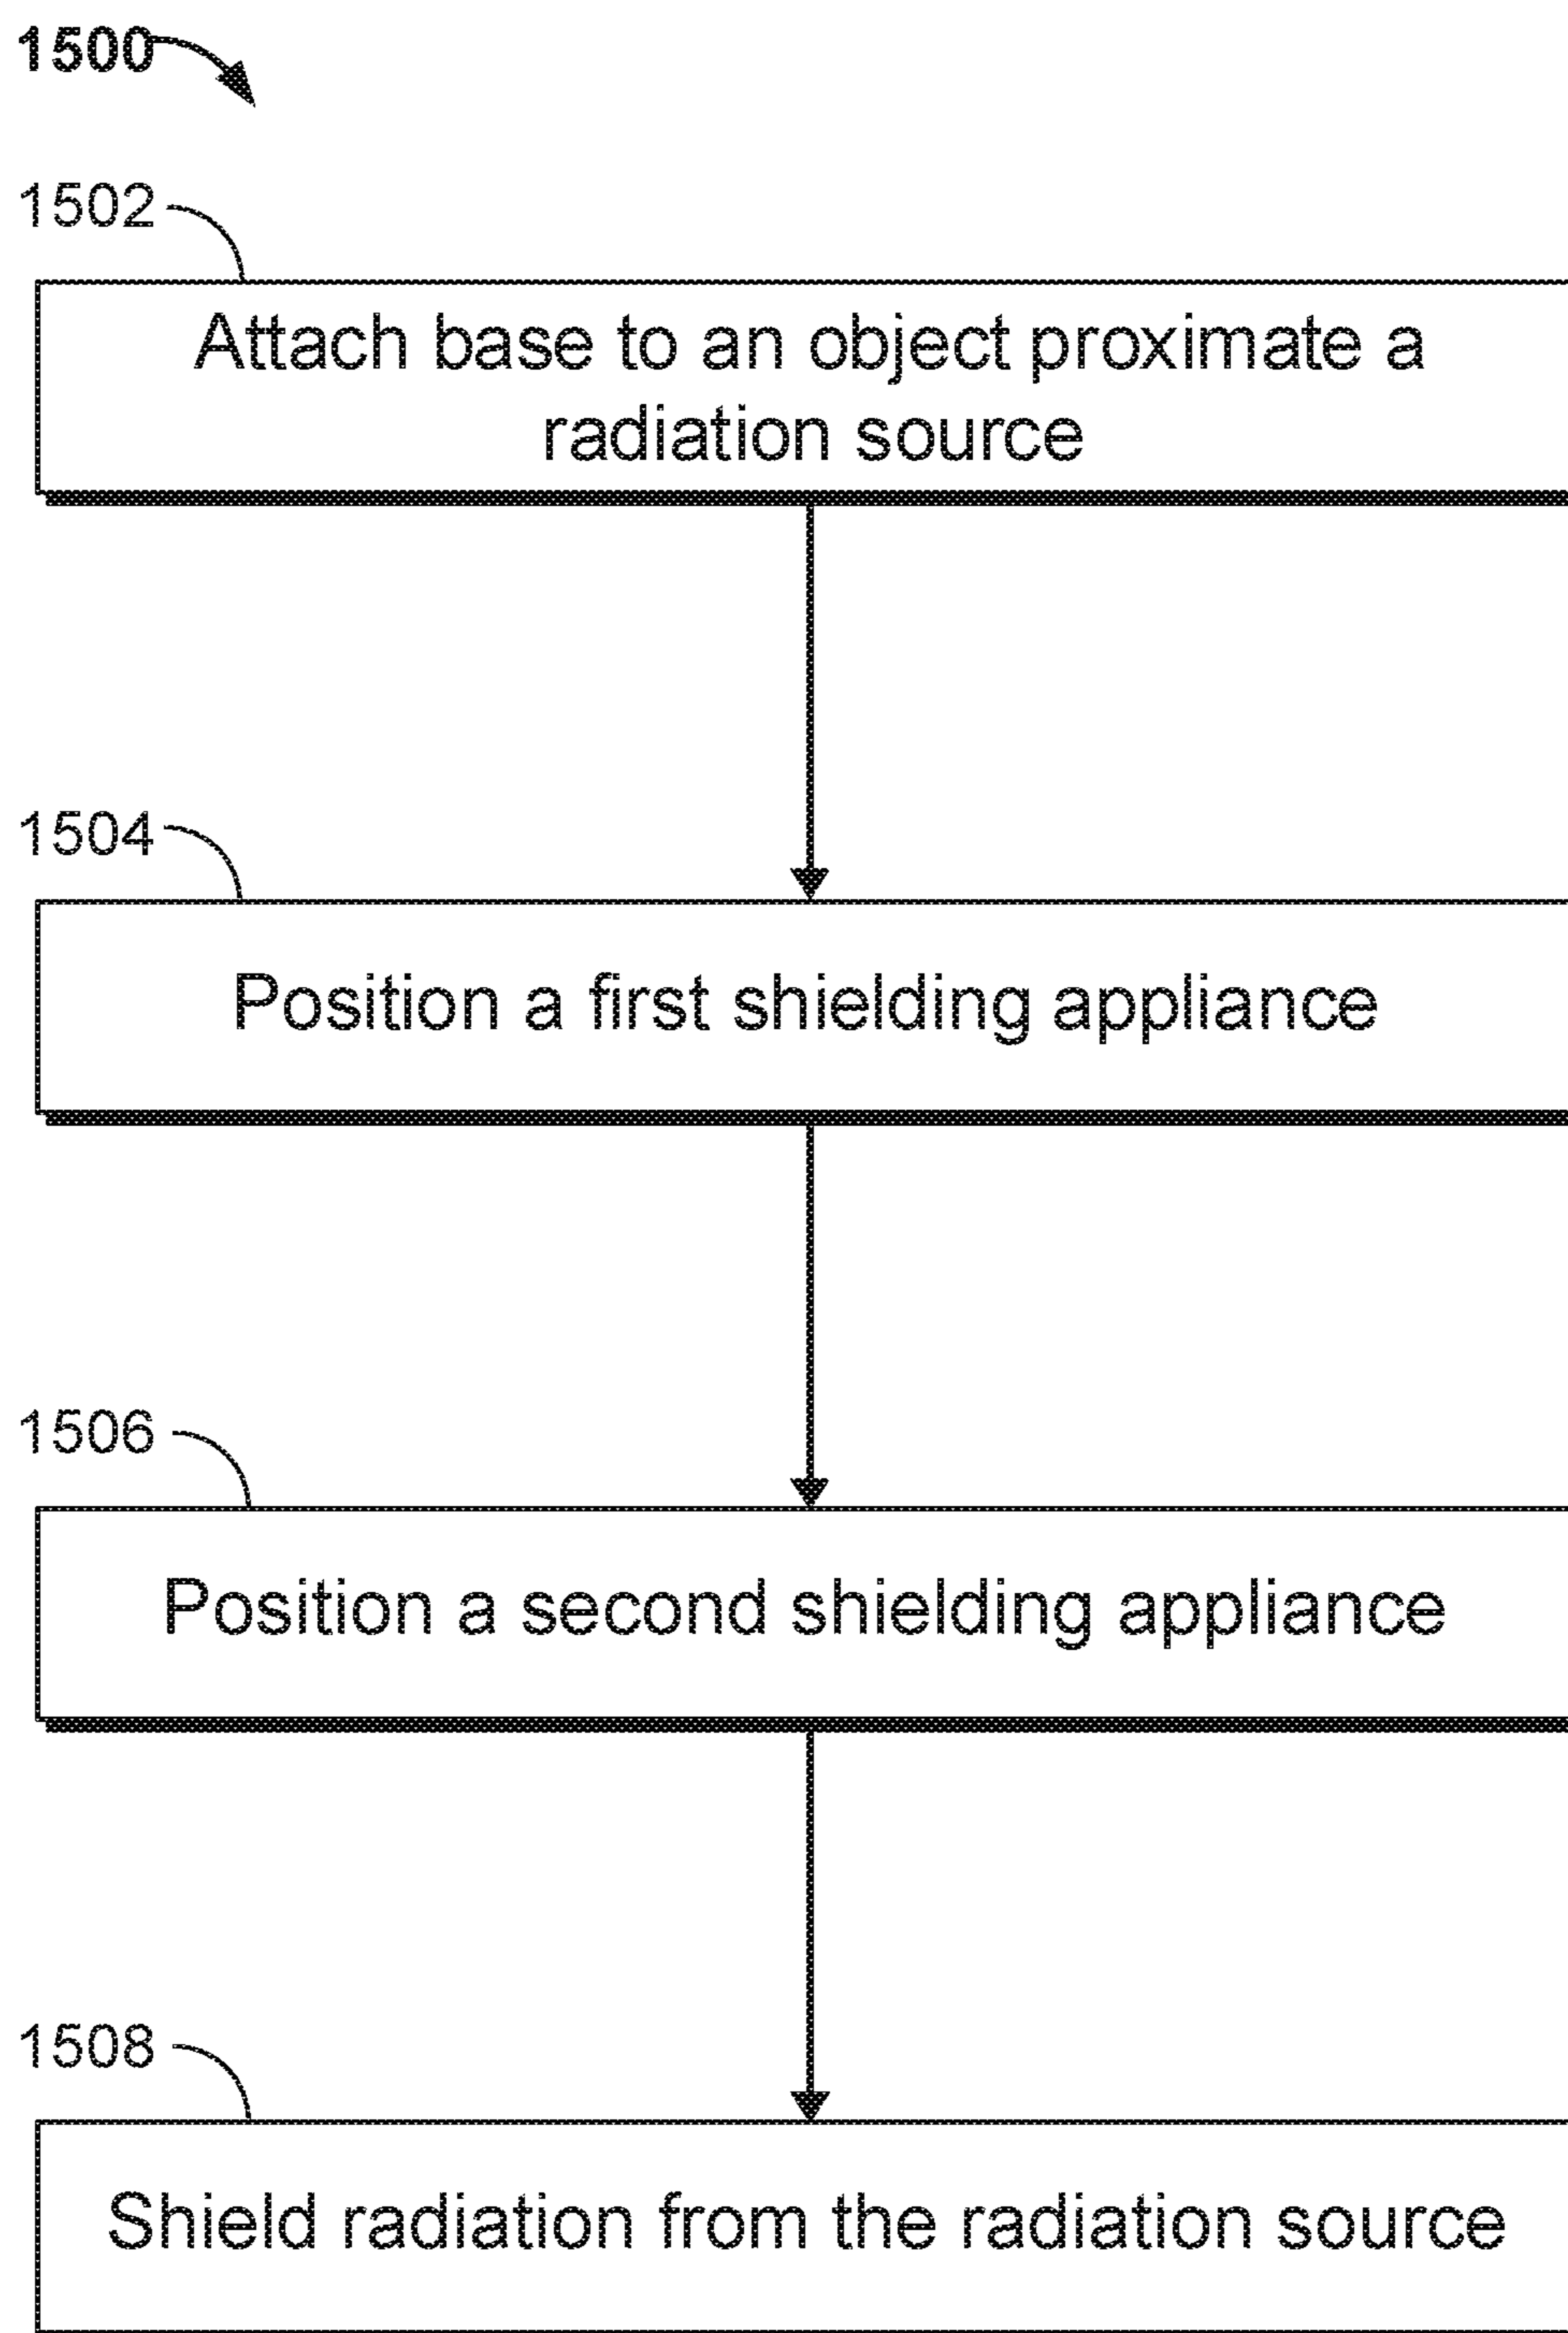 1500
1502
Attach base to an object proximate a
radiation source
1504
Position a first shielding appliance
1506
Position a second shielding appliance
1508
Shield radiation from the radiation source